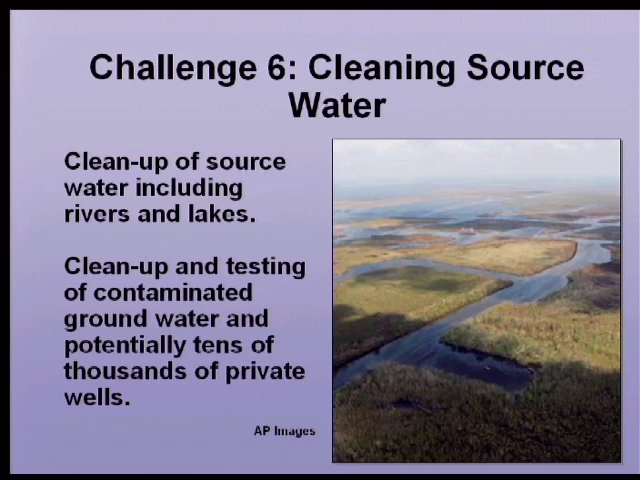 Challenge 6: Cleaning Source
Water
Clean-up of source
water including
rivers and lakes.
Clean-up and testing
of contaminated
ground water and
potentially tens of
thousands of private
wells.
AP Images